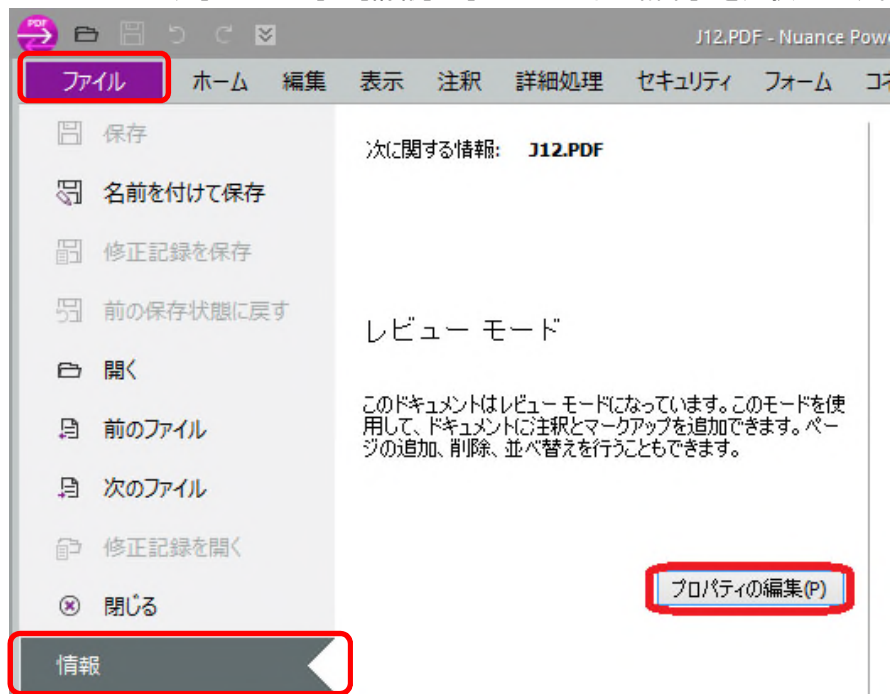 PDF
J12.PDF - Nuance Powe
ファイル ホーム 編集 表示 注釈 詳細処理 セキュリティ フォーム コネ
保存
次に関する情報: J12.PDF
名前を付けて保存
修正記録を保存
前の保存状態に戻す
レビュー モード
開く
このドキュメントはレビュー モードになっています。このモードを使
用して、ドキュメントに注釈とマークアップを追加できます。ペー
ジの追加、削除、並べ替えを行うこともできます。
前のファイル
次のファイル
修正記録を開く
プロパティの編集(P)
閉じる
情報